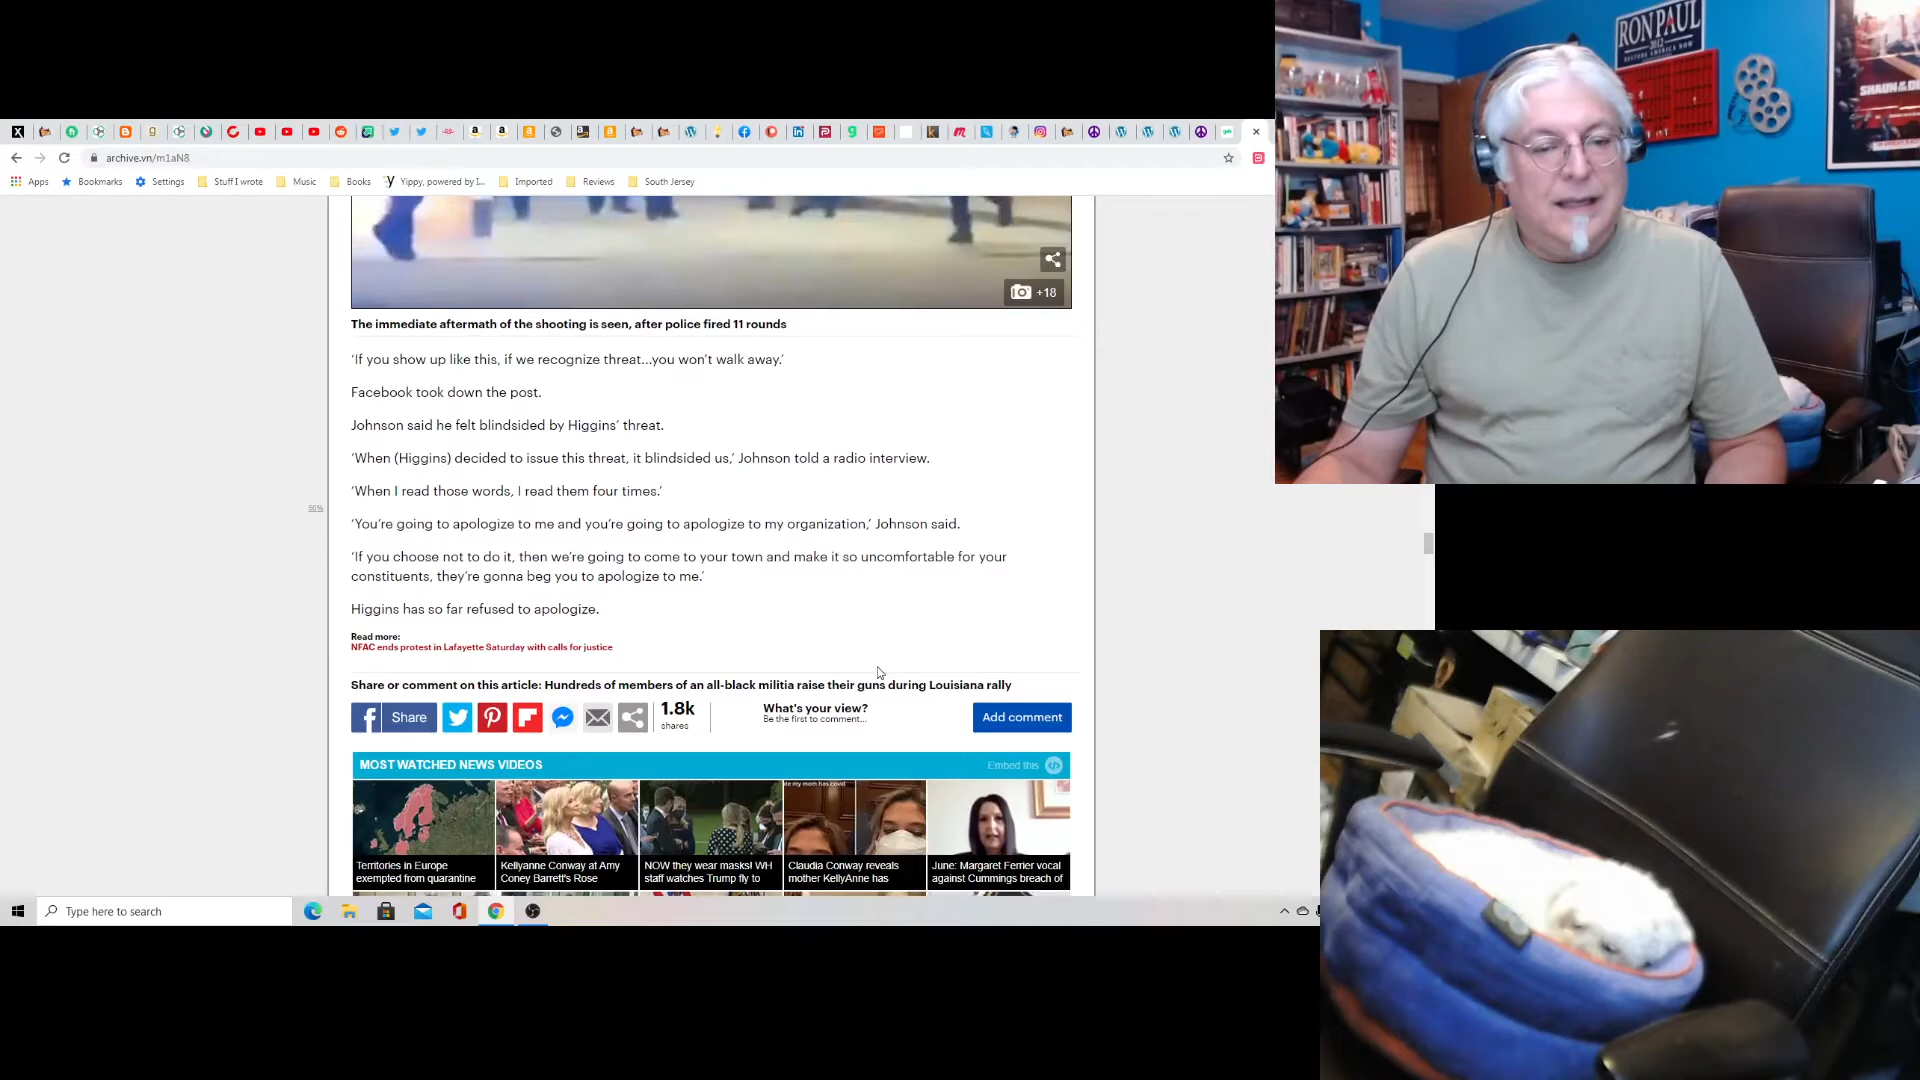 RON PAUL
2012
RESTORE AMERICA NOW
SHAUN
archive.vn/m1aN8
Apps
Bookmarks
Settings
Stuff I wrote
Music
Books
Yippy, powered by I...
Imported
Reviews
South Jersey
+18
The immediate aftermath of the shooting is seen, after police fired 11 rounds
‘If you show up like this, if we recognize threat...you won’t walk away.’
Facebook took down the post.
Johnson said he felt blindsided by Higgins’ threat.
‘When (Higgins) decided to issue this threat, it blindsided us,’ Johnson told a radio interview.
‘When I read those words, I read them four times.’
50%
‘You’re going to apologize to me and you’re going to apologize to my organization,’ Johnson said.
‘If you choose not to do it, then we’re going to come to your town and make it so uncomfortable for your
constituents, they’re gonna beg you to apologize to me.’
Higgins has so far refused to apologize.
Read more:
NFAC ends protest in Lafayette Saturday with calls for justice
Share or comment on this article: Hundreds of members of an all-black militia raise their guns during Louisiana rally
Share
1.8k
shares
What's your view?
Be the first to comment...
Add comment
MOST WATCHED NEWS VIDEOS
Embed this
te my mom has covid
Territories in Europe
exempted from quarantine
Kellyanne Conway at Amy
Coney Barrett's Rose
NOW they wear masks! WH
staff watches Trump fly to
Claudia Conway reveals
mother KellyAnne has
June: Margaret Ferrier vocal
against Cummings breach of
Type here to search